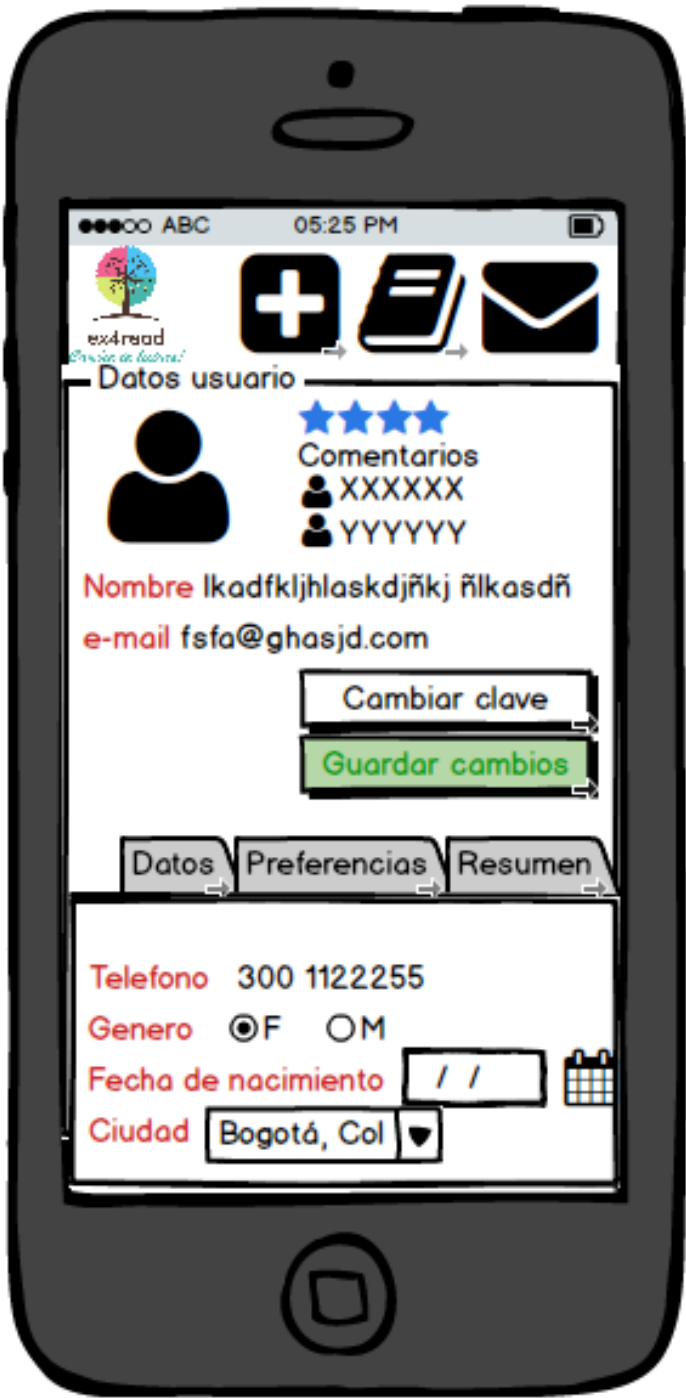 ABC 05:25 PM
ex4read
Datos usuario
Comentarios
XXXXXX
YYYYYY
Nombre lkadfkljhlaskdjñkj ñlkasdñ
e-mail fsfa@ghasjd.com
Cambiar clave
Guardar cambios
Datos Preferencias Resumen
Telefono 300 1122255
Genero F M
Fecha de nacimiento / /
Ciudad Bogotá, Col